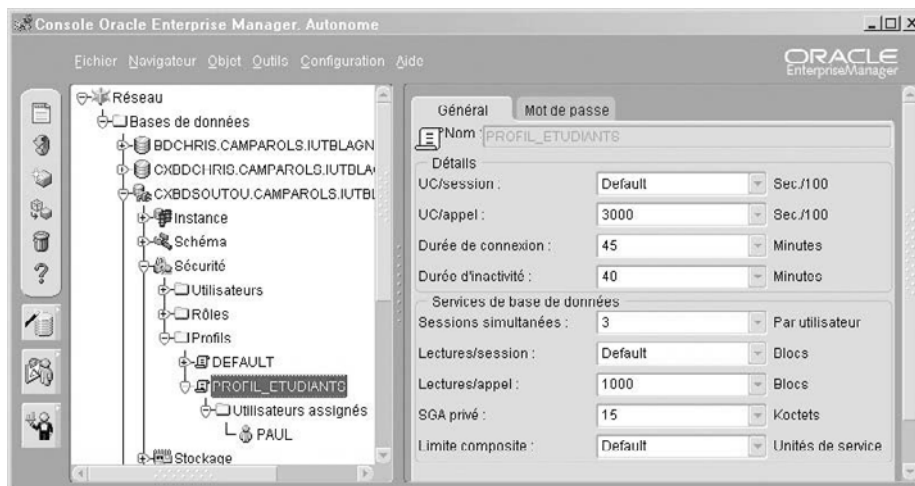 Console Oracle Enterprise Manager. Autonome
Fichier Navigateur Objet Outils Configuration Aide
ORACLE
EnterpriseManager
Réseau
Bases de données
BDCHRIS.CAMPAROLS.IUTBLAGN
CXBDCHRIS.CAMPAROLS.IUTBLA
CXBDSOUTOU.CAMPAROLS.IUTBL
Instance
Schéma
Sécurité
Utilisateurs
Rôles
Profils
DEFAULT
PROFIL_ETUDIANTS
Utilisateurs assignés
PAUL
Stockage
Général Mot de passe
Nom : PROFIL_ETUDIANTS
Détails
UC/session : Default Sec./100
UC/appel : 3000 Sec./100
Durée de connexion : 45 Minutes
Durée d'inactivité : 40 Minutes
Services de base de données
Sessions simultanées : 3 Par utilisateur
Lectures/session : Default Blocs
Lectures/appel : 1000 Blocs
SGA privé : 15 Koctets
Limite composite : Default Unités de service